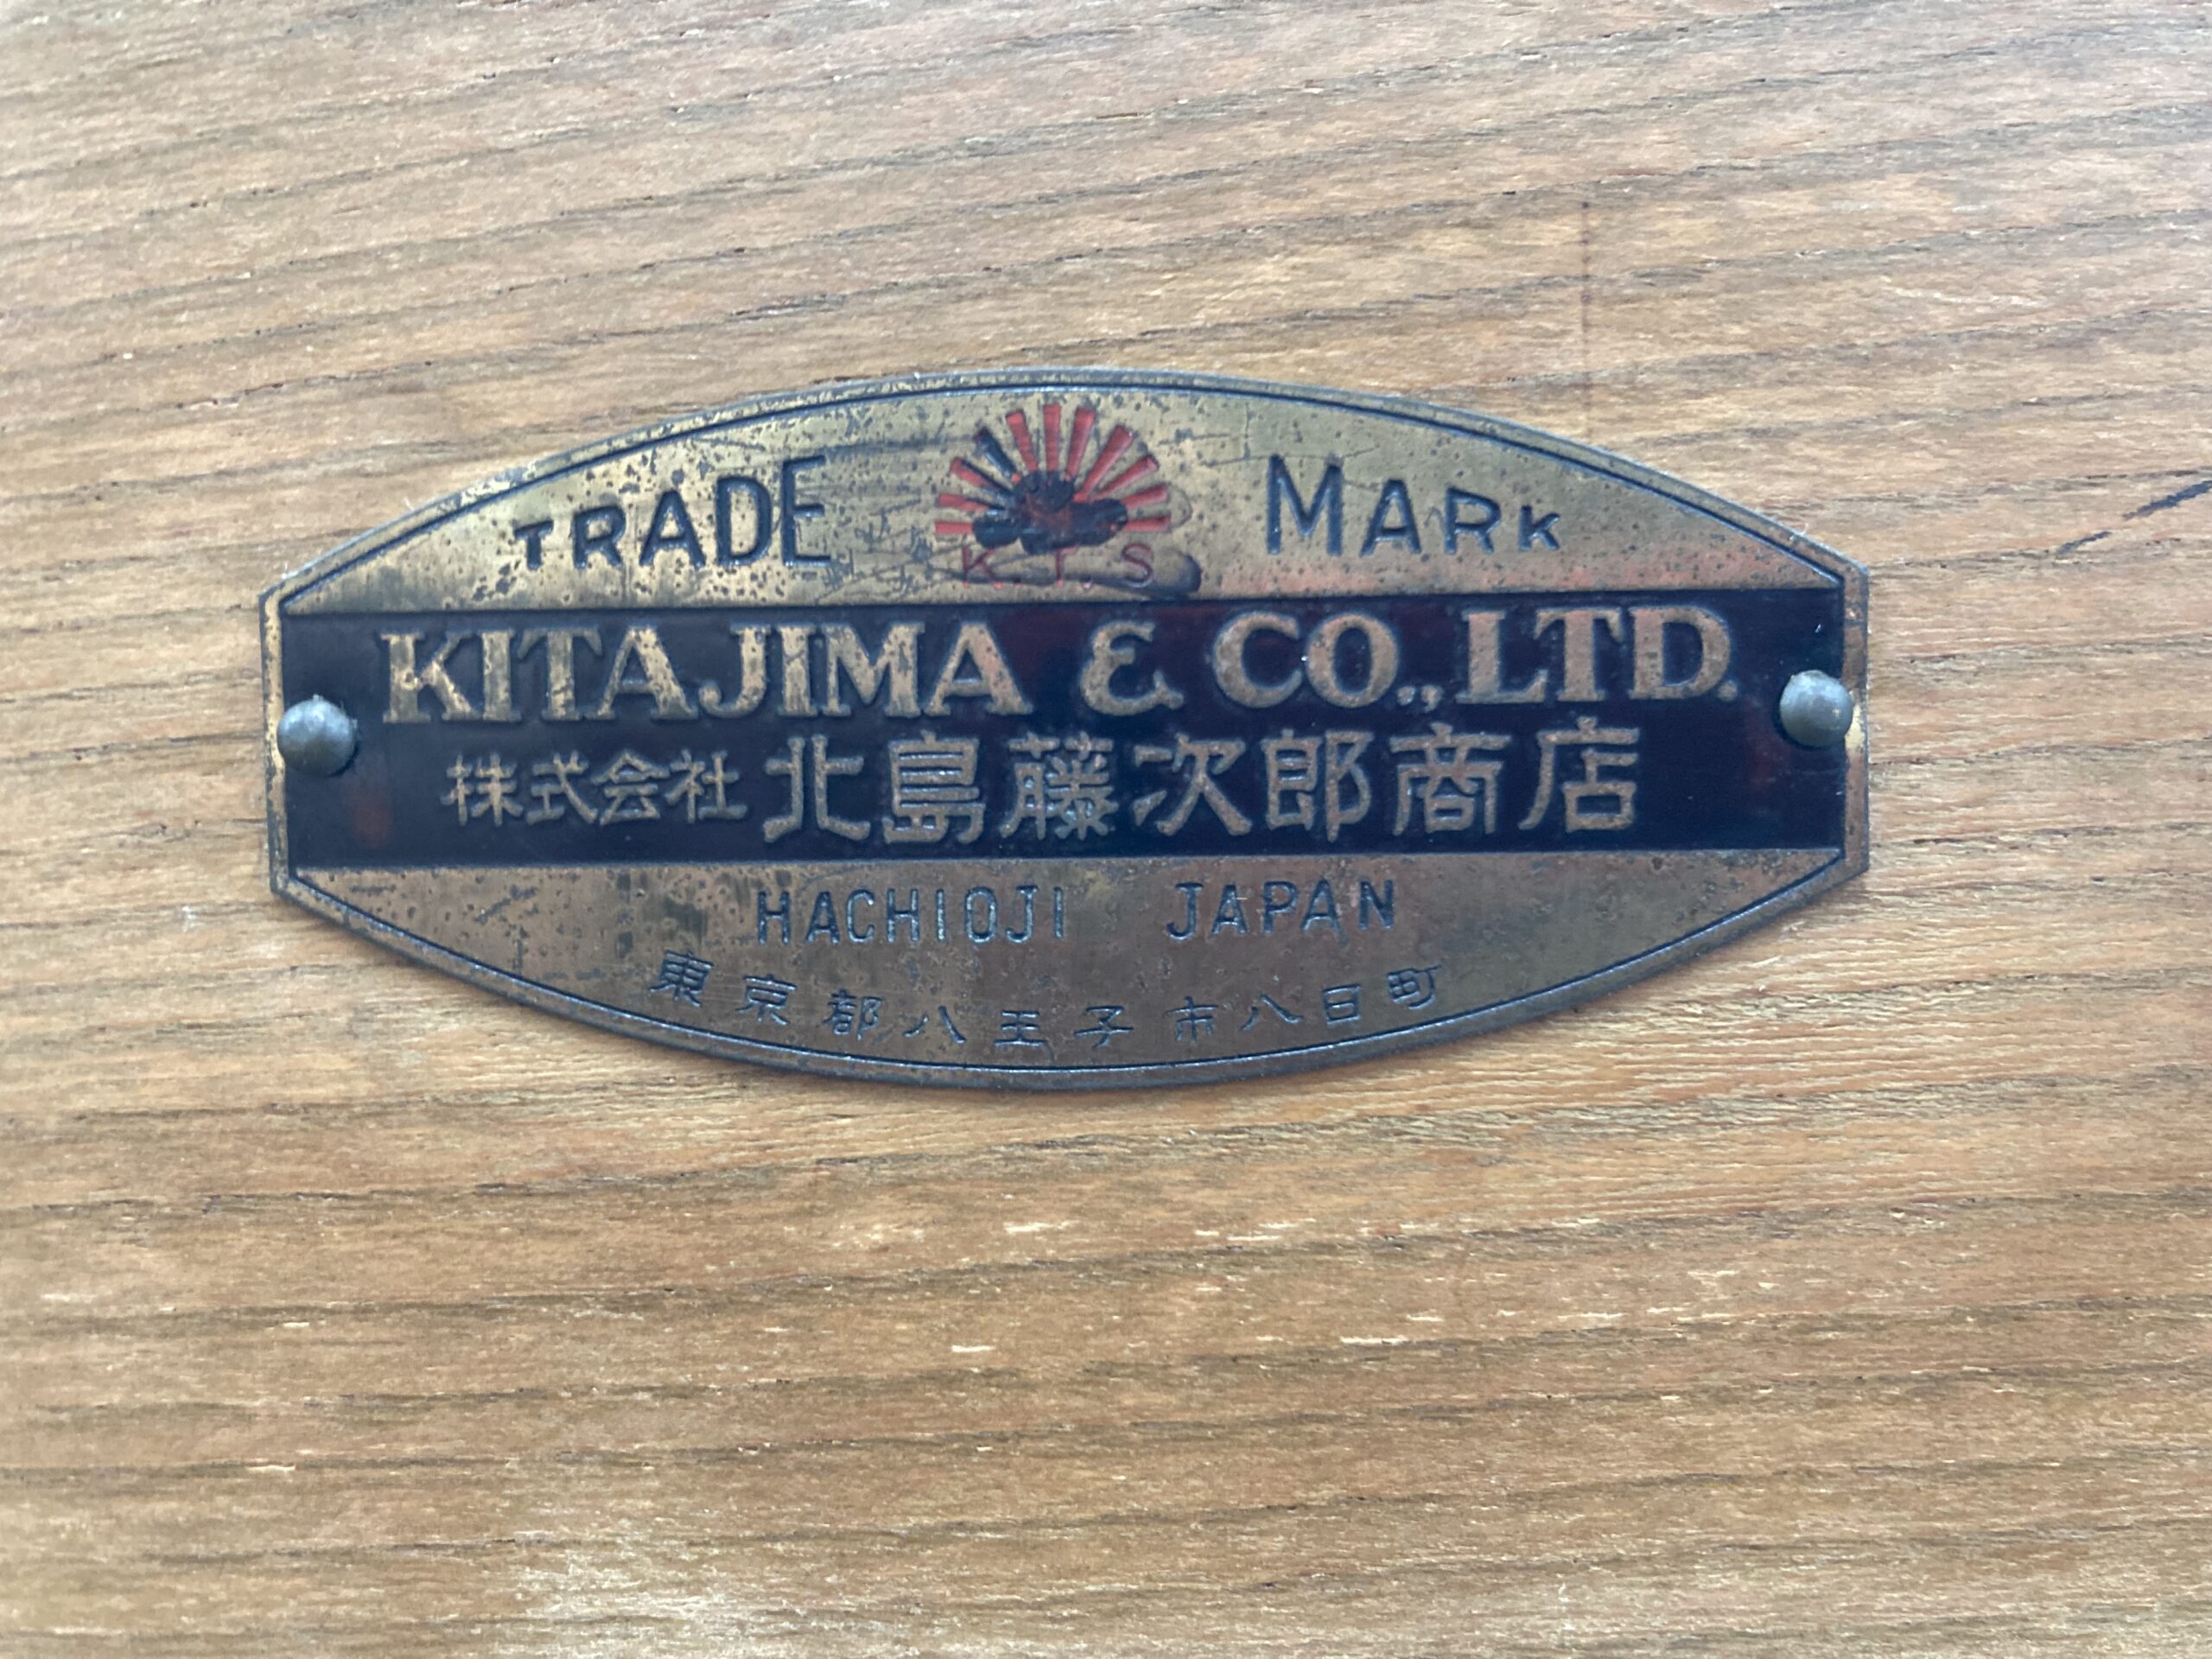 TRADE MARK
K.T.S
KITAJIMA & CO., LTD.
株式会社 北島藤次郎商店
HACHIOJI JAPAN
東京都八王子市八日町